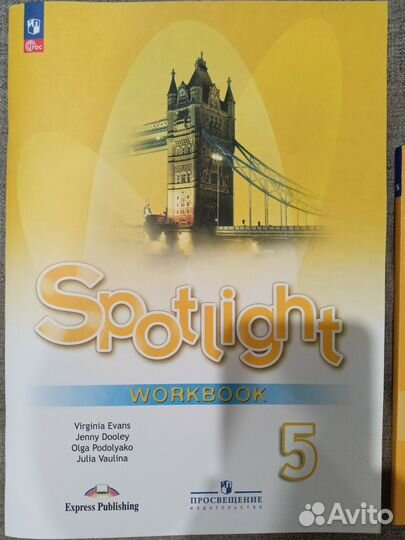 Spotlight
WORKBOOK
Virginia Evans
Jenny Dooley
Olga Podolyako
Julia Vaulina
5
Express Publishing
ПРОСВЕЩЕНИЕ
ИЗДАТЕЛЬСТВО
Avito